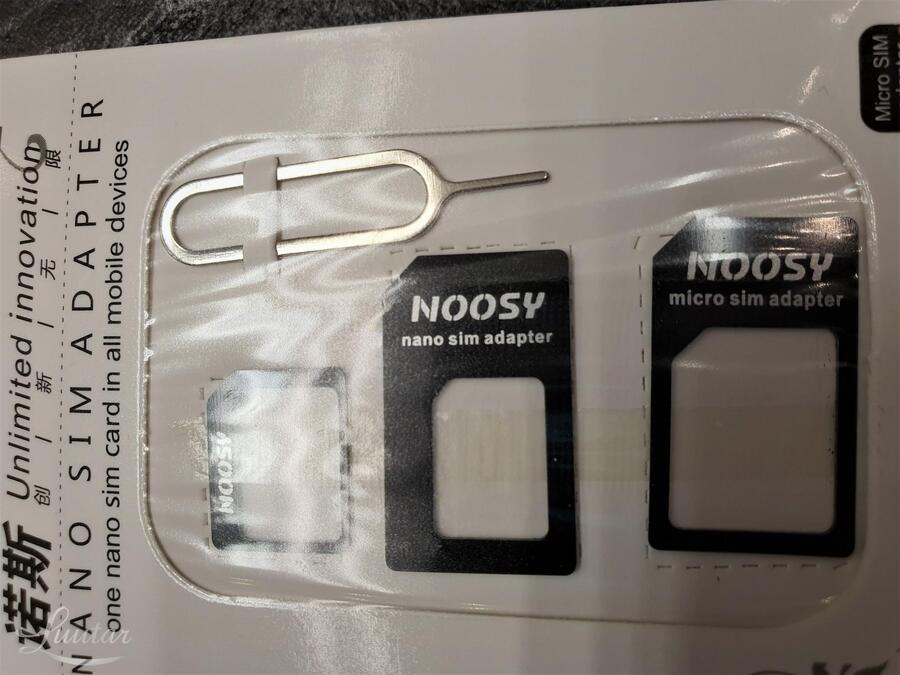 诺斯 Unlimited innovation
创 | 新 | 无 | 限
NANO SIM ADAPTER
one nano sim card in all mobile devices
NOOSY
NOOSY
nano sim adapter
NOOSY
micro sim adapter
Micro SIM
Luutar